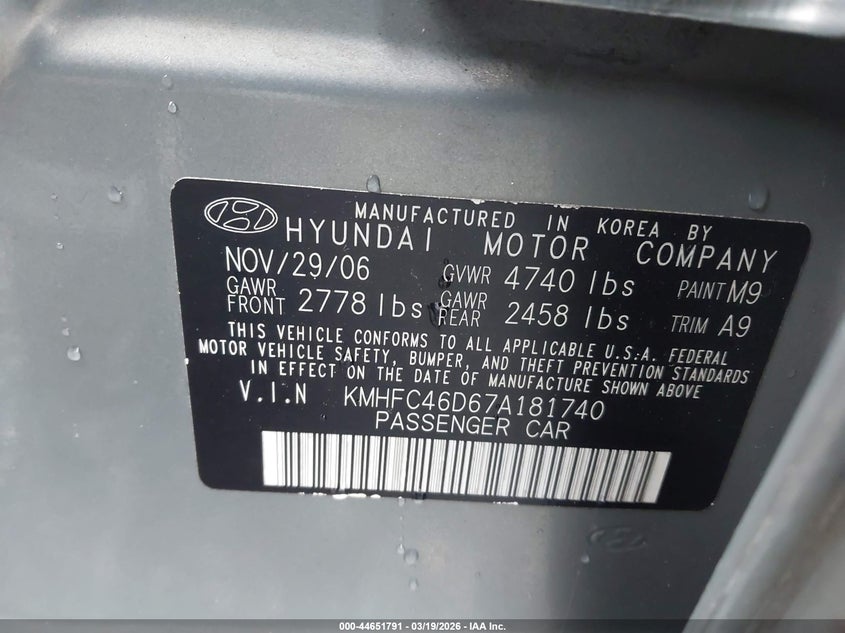 MANUFACTURED IN KOREA BY
HYUNDAI MOTOR COMPANY
NOV/29/06 GVWR 4740 lbs PAINT M9
GAWR FRONT 2778 lbs GAWR REAR 2458 lbs TRIM A9
THIS VEHICLE CONFORMS TO ALL APPLICABLE U.S.A. FEDERAL
MOTOR VEHICLE SAFETY, BUMPER, AND THEFT PREVENTION STANDARDS
IN EFFECT ON THE DATE OF MANUFACTURE SHOWN ABOVE
V.I.N KMHFC46D67A181740
PASSENGER CAR
000-44651791 - 03/19/2026 - IAA Inc.